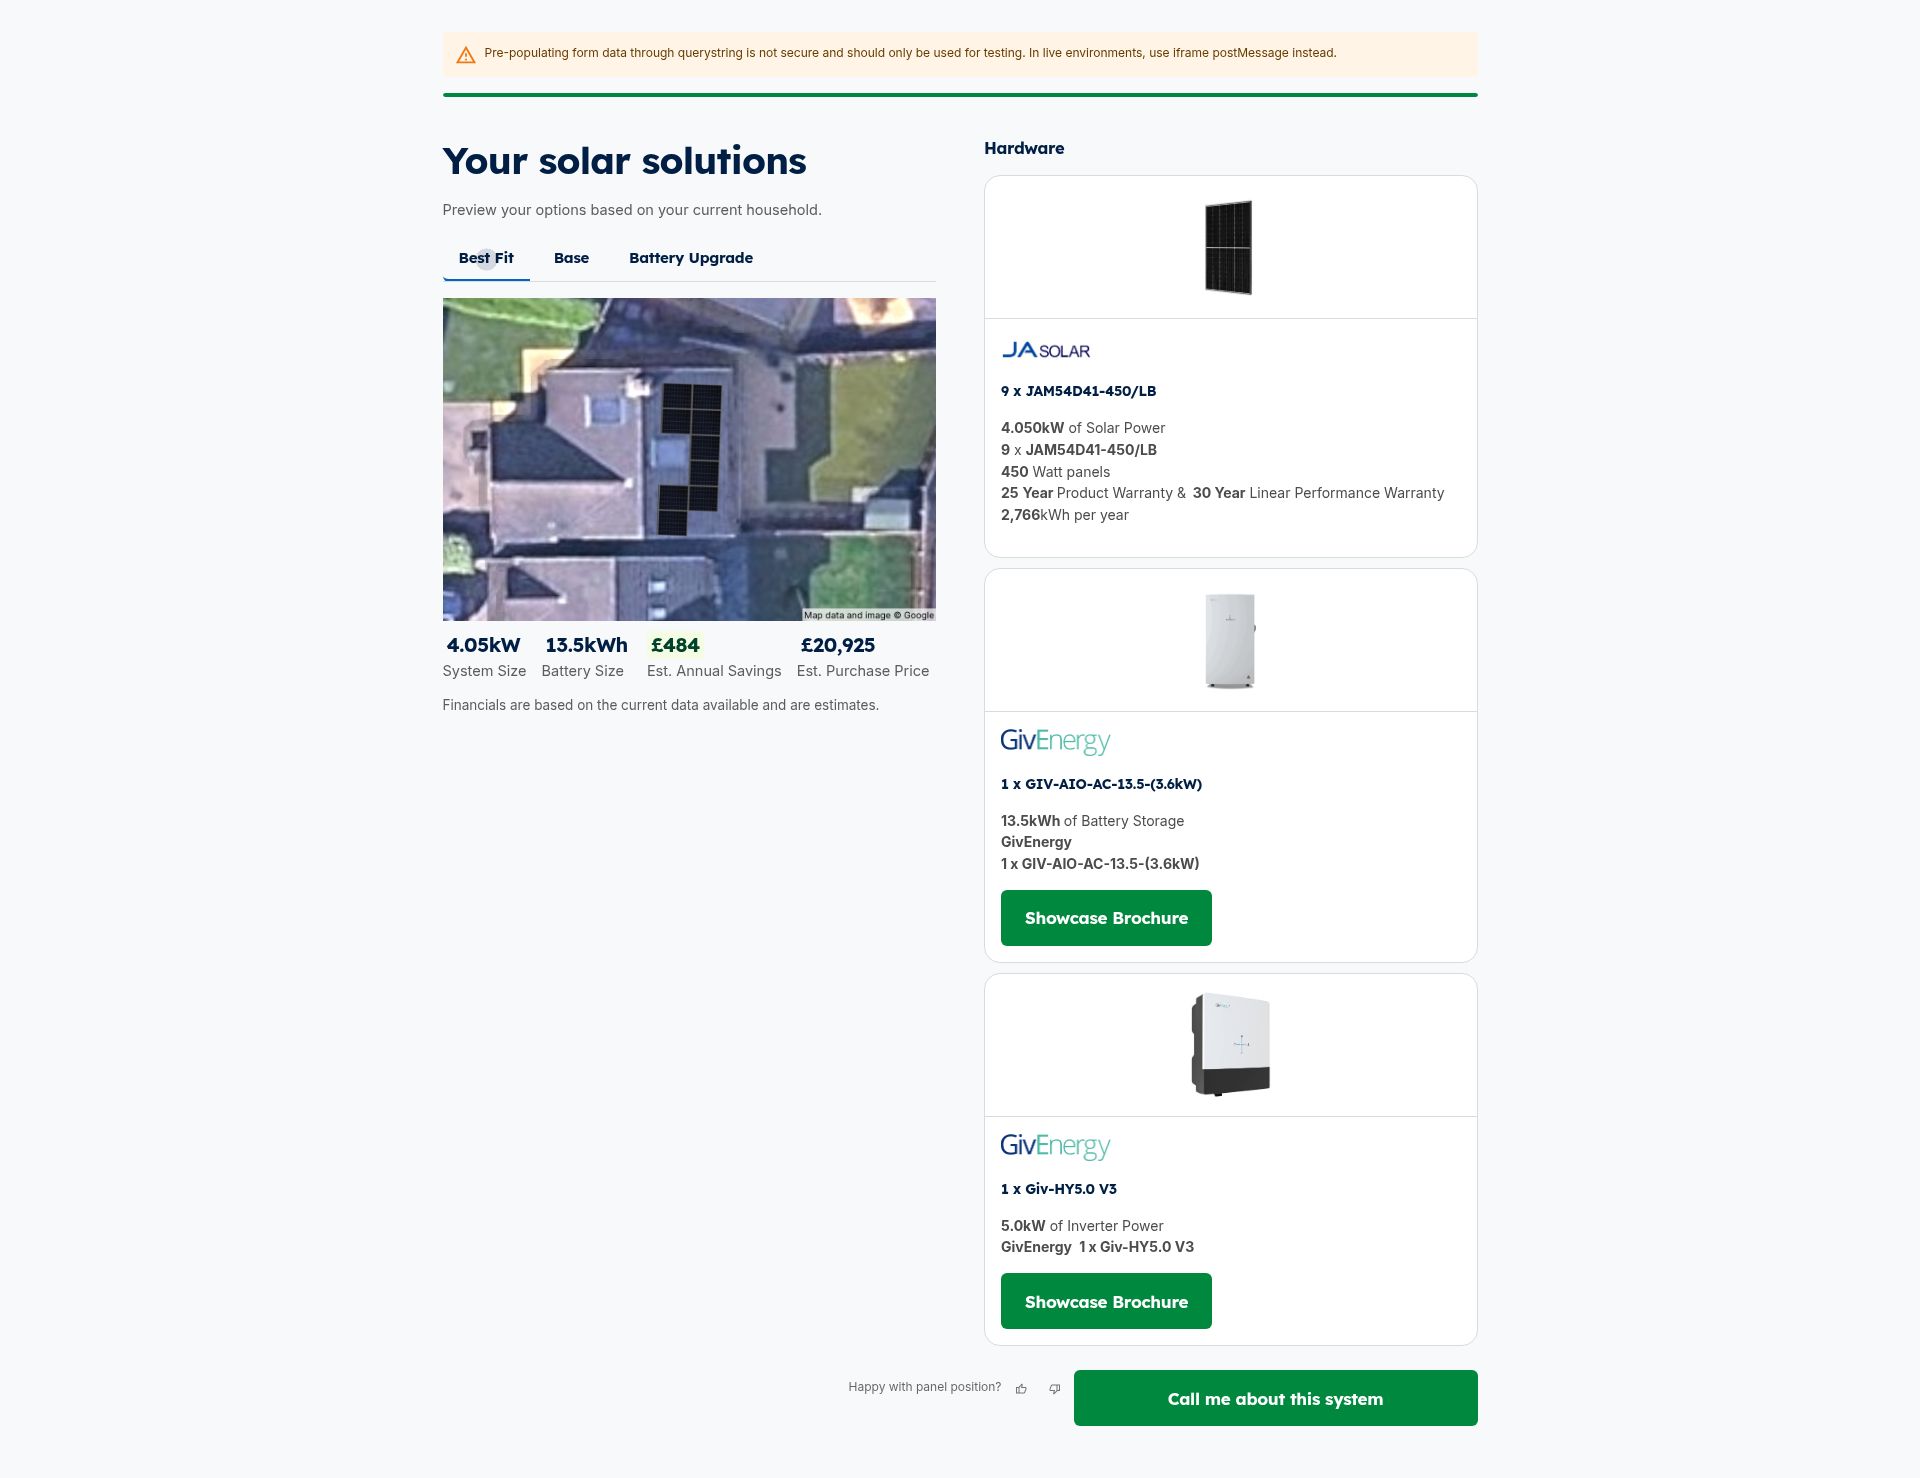 Pre-populating form data through querystring is not secure and should only be used for testing. In live environments, use iframe postMessage instead.
Your solar solutions
Preview your options based on your current household.
Best Fit
Base
Battery Upgrade
Map data and image © Google
4.05kW
System Size
13.5kWh
Battery Size
£484
Est. Annual Savings
£20,925
Est. Purchase Price
Financials are based on the current data available and are estimates.
Hardware
JA SOLAR
9 x JAM54D41-450/LB
4.050kW of Solar Power
9 x JAM54D41-450/LB
450 Watt panels
25 Year Product Warranty & 30 Year Linear Performance Warranty
2,766kWh per year
GivEnergy
1 x GIV-AIO-AC-13.5-(3.6kW)
13.5kWh of Battery Storage
GivEnergy
1 x GIV-AIO-AC-13.5-(3.6kW)
Showcase Brochure
GivEnergy
1 x Giv-HY5.0 V3
5.0kW of Inverter Power
GivEnergy 1 x Giv-HY5.0 V3
Showcase Brochure
Happy with panel position?
Call me about this system